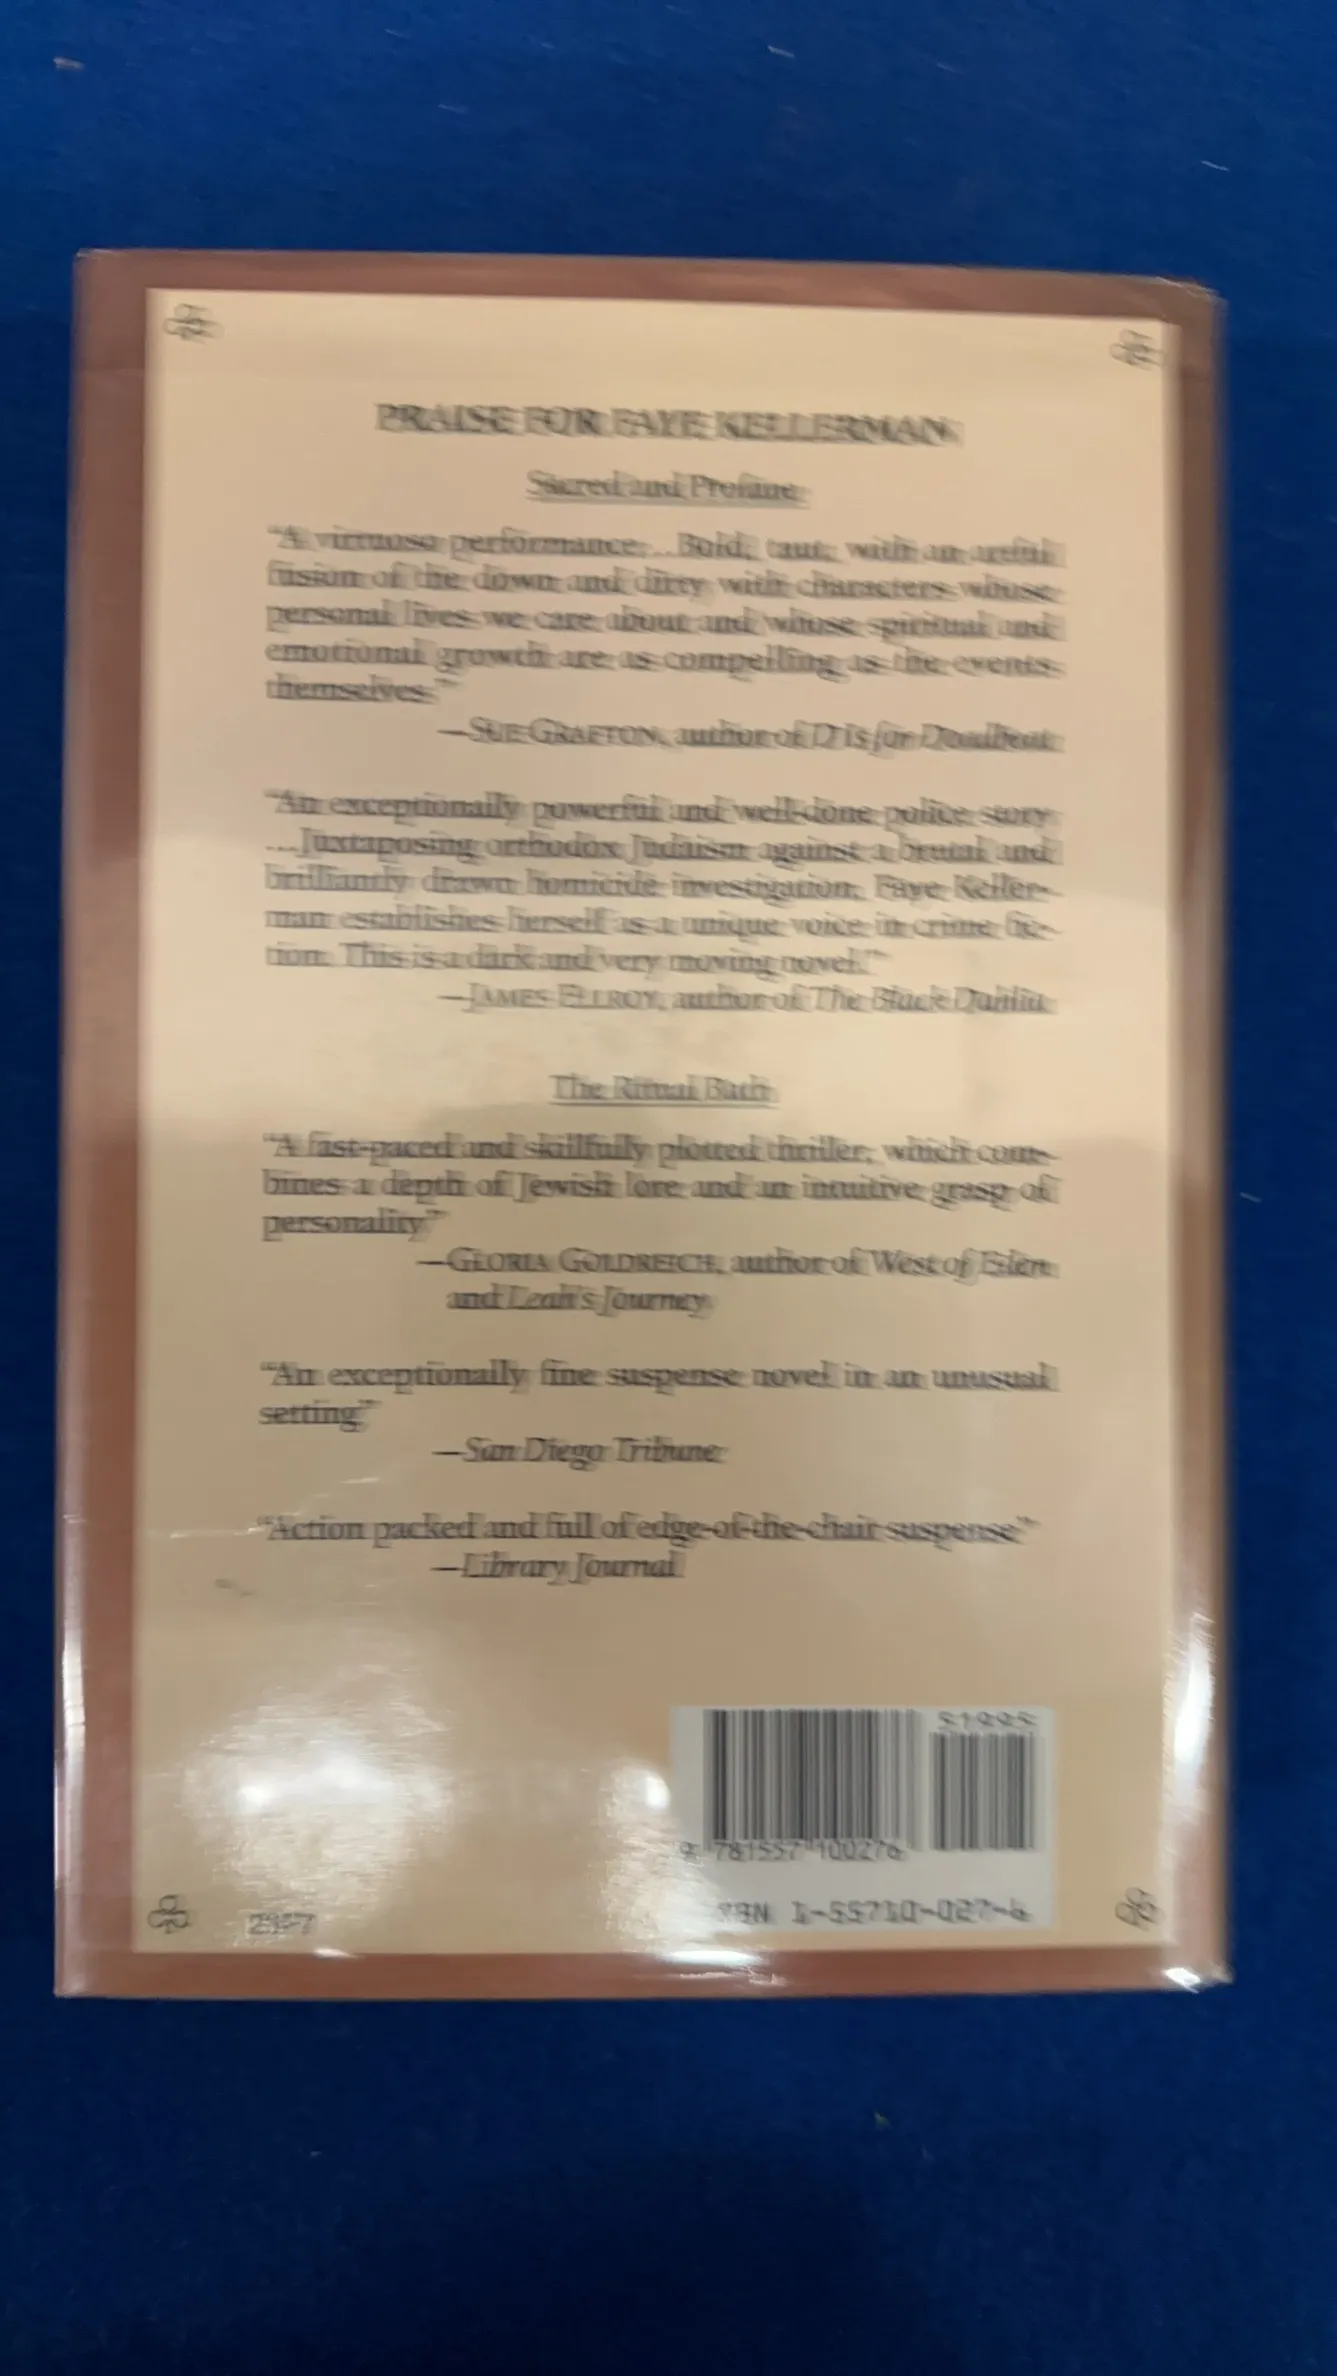 PRAISE FOR FAYE KELLERMAN
Sacred and Profane
"A virtuoso performance...Bold, taut, with an artful
fusion of the down and dirty with characters whose
personal lives we care about and whose spiritual and
emotional growth are as compelling as the events
themselves."
—SUE GRAFTON, author of D Is for Deadbeat
"An exceptionally powerful and well-done police story
...Juxtaposing orthodox Judaism against a brutal and
brilliantly drawn homicide investigation, Faye Keller-
man establishes herself as a unique voice in crime fic-
tion. This is a dark and very moving novel."
—JAMES ELLROY, author of The Black Dahlia
The Ritual Bath
"A fast-paced and skillfully plotted thriller, which com-
bines a depth of Jewish lore and an intuitive grasp of
personality."
—GLORIA GOLDREICH, author of West of Eden
and Leah's Journey
"An exceptionally fine suspense novel in an unusual
setting."
—San Diego Tribune
"Action packed and full of edge-of-the-chair suspense"
—Library Journal
51995
9 781557 100276
ISBN 1-55710-027-6